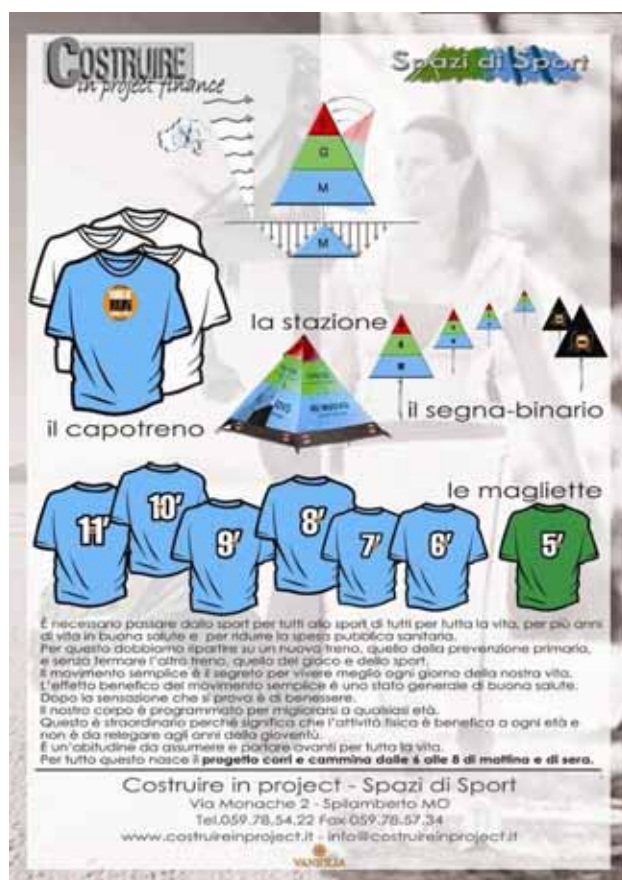 COSTRUIRE
in project finance
Spazi di Sport
G
M
M
la stazione
il segna-binario
il capotreno
le magliette
11'
10'
9'
8'
7'
6'
5'
È necessario passare dallo sport per tutti allo sport di tutti per tutta la vita, per più anni
di vita in buona salute e per ridurre la spesa pubblica sanitaria.
Per questo dobbiamo ripartire su un nuovo treno, quello della prevenzione primaria,
e senza fermare l'altro treno, quello del gioco e dello sport.
Il movimento semplice è il segreto per vivere meglio ogni giorno della nostra vita.
L'effetto benefico del movimento semplice è uno stato generale di buona salute.
Dopo la sensazione che si prova è di benessere.
Il nostro corpo è programmato per migliorarsi a qualsiasi età.
Questo è straordinario perché significa che l'attività fisica è benefica a ogni età e
non è da relegare agli anni della gioventù.
È un'abitudine da assumere e portare avanti per tutta la vita.
Per tutto questo nasce il progetto corri e cammina dalle 6 alle 8 di mattina e di sera.
Costruire in project - Spazi di Sport
Via Monache 2 - Spilamberto MO
Tel.059.78.54.22 Fax 059.78.57.34
www.costruireinproject.it - info@costruireinproject.it